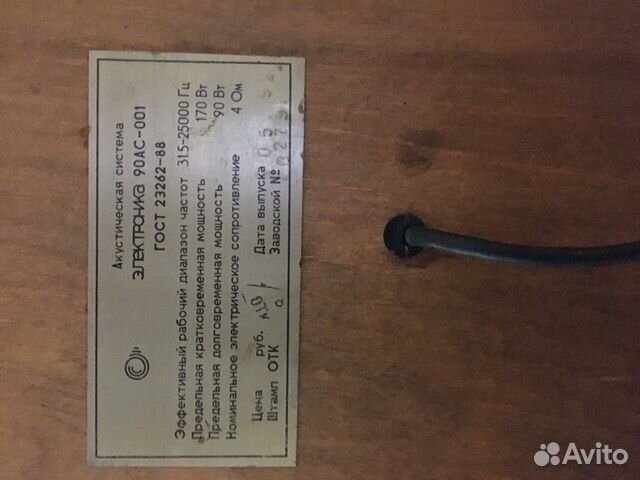 Акустическая система
ЭЛЕКТРОНИКА 90АС-001
ГОСТ 23262-88
Эффективный рабочий диапазон частот 31,5-25000 Гц
Предельная кратковременная мощность 170 Вт
Предельная долговременная мощность 90 Вт
Номинальное электрическое сопротивление 4 Ом
Цена руб. Дата выпуска 05
Штамп ОТК Заводской №
Avito